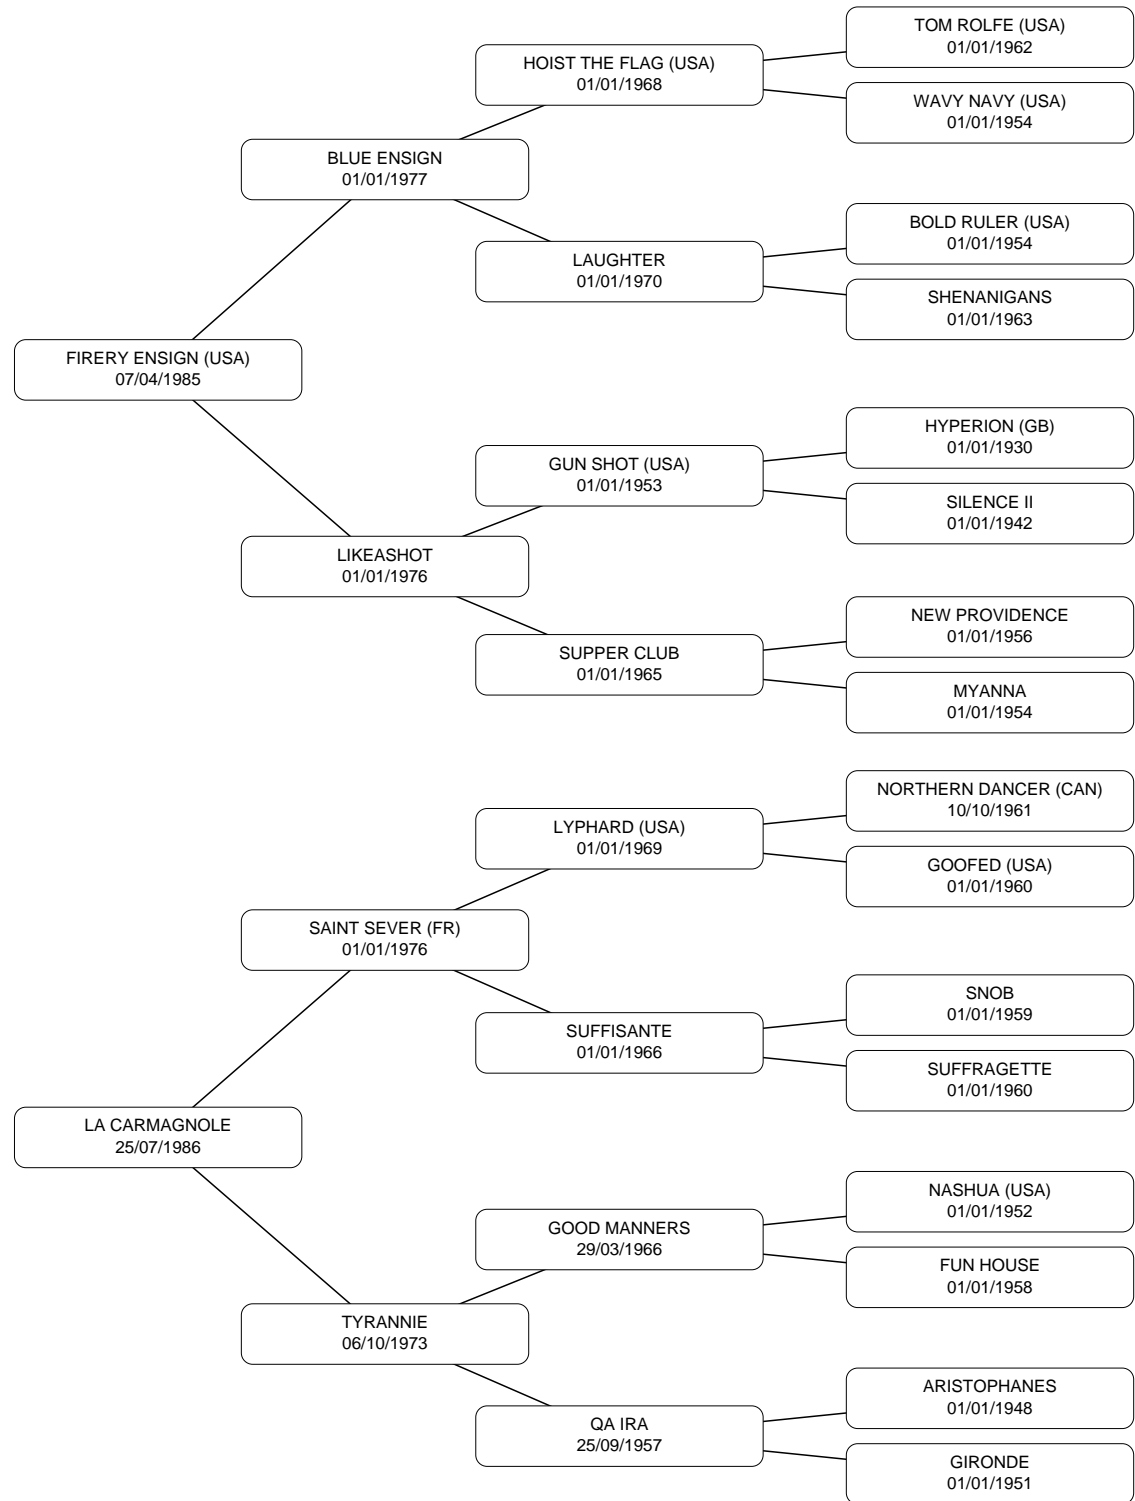 TOM ROLFE (USA)
01/01/1962
HOIST THE FLAG (USA)
01/01/1968
WAVY NAVY (USA)
01/01/1954
BLUE ENSIGN
01/01/1977
BOLD RULER (USA)
01/01/1954
LAUGHTER
01/01/1970
SHENANIGANS
01/01/1963
FIRERY ENSIGN (USA)
07/04/1985
HYPERION (GB)
01/01/1930
GUN SHOT (USA)
01/01/1953
SILENCE II
01/01/1942
LIKEASHOT
01/01/1976
NEW PROVIDENCE
01/01/1956
SUPPER CLUB
01/01/1965
MYANNA
01/01/1954
NORTHERN DANCER (CAN)
10/10/1961
LYPHARD (USA)
01/01/1969
GOOFED (USA)
01/01/1960
SAINT SEVER (FR)
01/01/1976
SNOB
01/01/1959
SUFFISANTE
01/01/1966
SUFFRAGETTE
01/01/1960
LA CARMAGNOLE
25/07/1986
NASHUA (USA)
01/01/1952
GOOD MANNERS
29/03/1966
FUN HOUSE
01/01/1958
TYRANNIE
06/10/1973
ARISTOPHANES
01/01/1948
QA IRA
25/09/1957
GIRONDE
01/01/1951